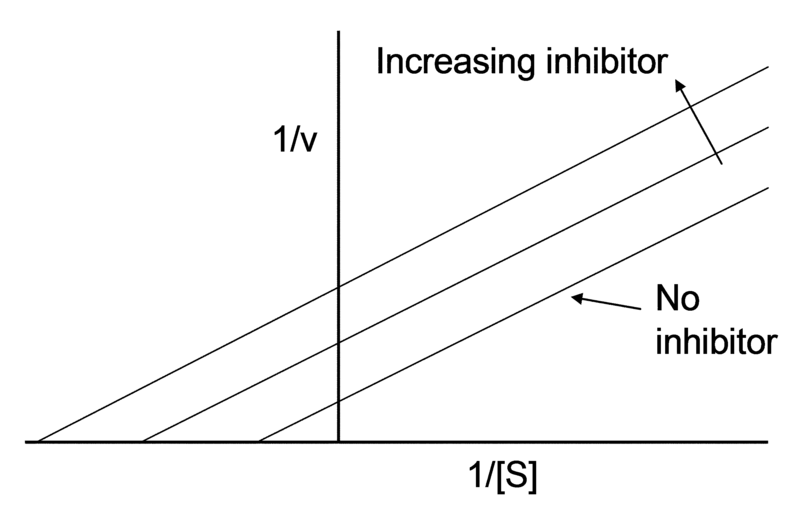 Increasing inhibitor
1/v
No
inhibitor
1/[S]